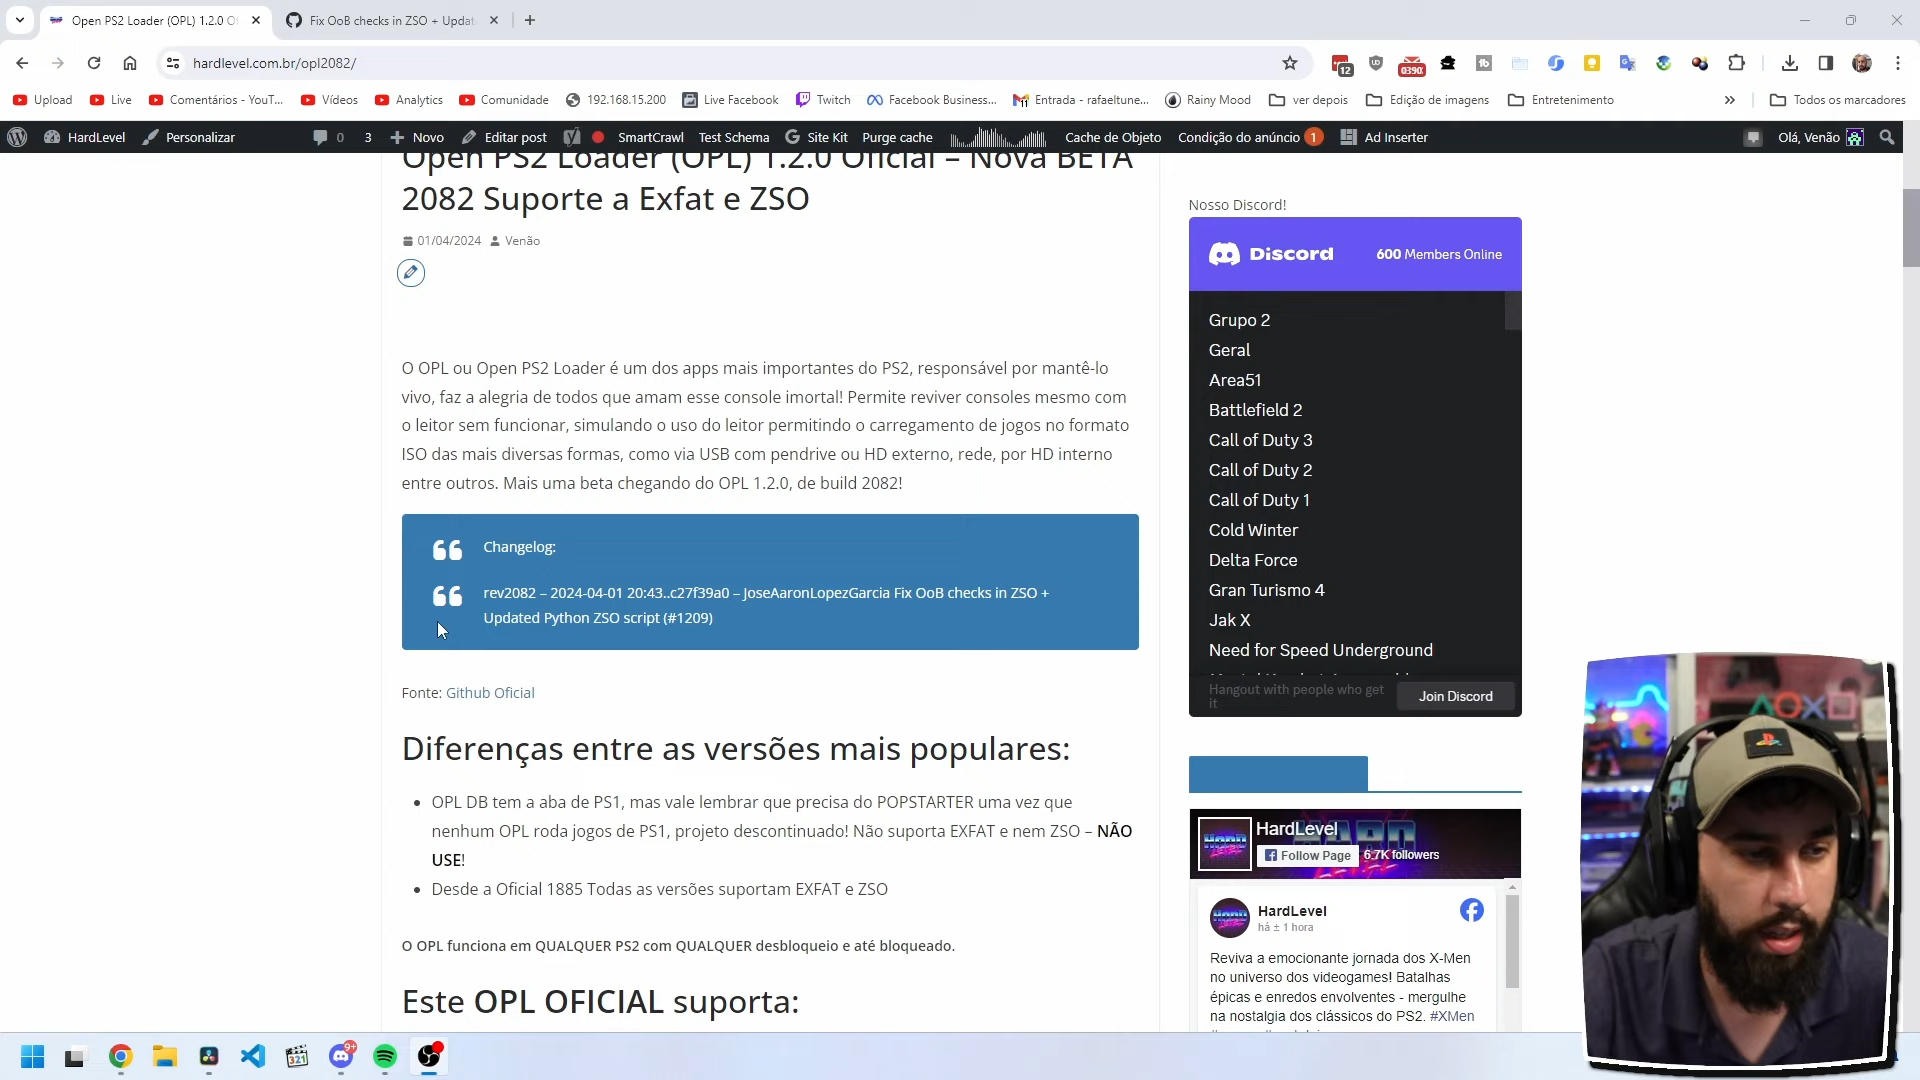 Open PS2 Loader (OPL) 1.2.0 Of
Fix OoB checks in ZSO + Updat
hardlevel.com.br/opl2082/
12
0390
Upload
Live
Comentários - YouT...
Vídeos
Analytics
Comunidade
192.168.15.200
Live Facebook
Twitch
Facebook Business...
Entrada - rafaeltune...
Rainy Mood
ver depois
Edição de imagens
Entretenimento
»
Todos os marcadores
HardLevel
Personalizar
0
3
Novo
Editar post
SmartCrawl
Test Schema
Site Kit
Purge cache
Cache de Objeto
Condição do anúncio 1
Ad Inserter
Olá, Venão
Open PS2 Loader (OPL) 1.2.0 Oficial – Nova BETA
2082 Suporte a Exfat e ZSO
01/04/2024 Venão
O OPL ou Open PS2 Loader é um dos apps mais importantes do PS2, responsável por mantê-lo
vivo, faz a alegria de todos que amam esse console imortal! Permite reviver consoles mesmo com
o leitor sem funcionar, simulando o uso do leitor permitindo o carregamento de jogos no formato
ISO das mais diversas formas, como via USB com pendrive ou HD externo, rede, por HD interno
entre outros. Mais uma beta chegando do OPL 1.2.0, de build 2082!
Changelog:
rev2082 – 2024-04-01 20:43..c27f39a0 – JoseAaronLopezGarcia Fix OoB checks in ZSO +
Updated Python ZSO script (#1209)
Fonte: Github Oficial
Diferenças entre as versões mais populares:
• OPL DB tem a aba de PS1, mas vale lembrar que precisa do POPSTARTER uma vez que
nenhum OPL roda jogos de PS1, projeto descontinuado! Não suporta EXFAT e nem ZSO – NÃO
USE!
• Desde a Oficial 1885 Todas as versões suportam EXFAT e ZSO
O OPL funciona em QUALQUER PS2 com QUALQUER desbloqueio e até bloqueado.
Este OPL OFICIAL suporta:
Nosso Discord!
Discord
600 Members Online
Grupo 2
Geral
Area51
Battlefield 2
Call of Duty 3
Call of Duty 2
Call of Duty 1
Cold Winter
Delta Force
Gran Turismo 4
Jak X
Need for Speed Underground
Hangout with people who get
it
Join Discord
HardLevel
Follow Page
6.7K followers
HardLevel
há ± 1 hora
Reviva a emocionante jornada dos X-Men
no universo dos videogames! Batalhas
épicas e enredos envolventes - mergulhe
na nostalgia dos clássicos do PS2. #XMen
321
9+